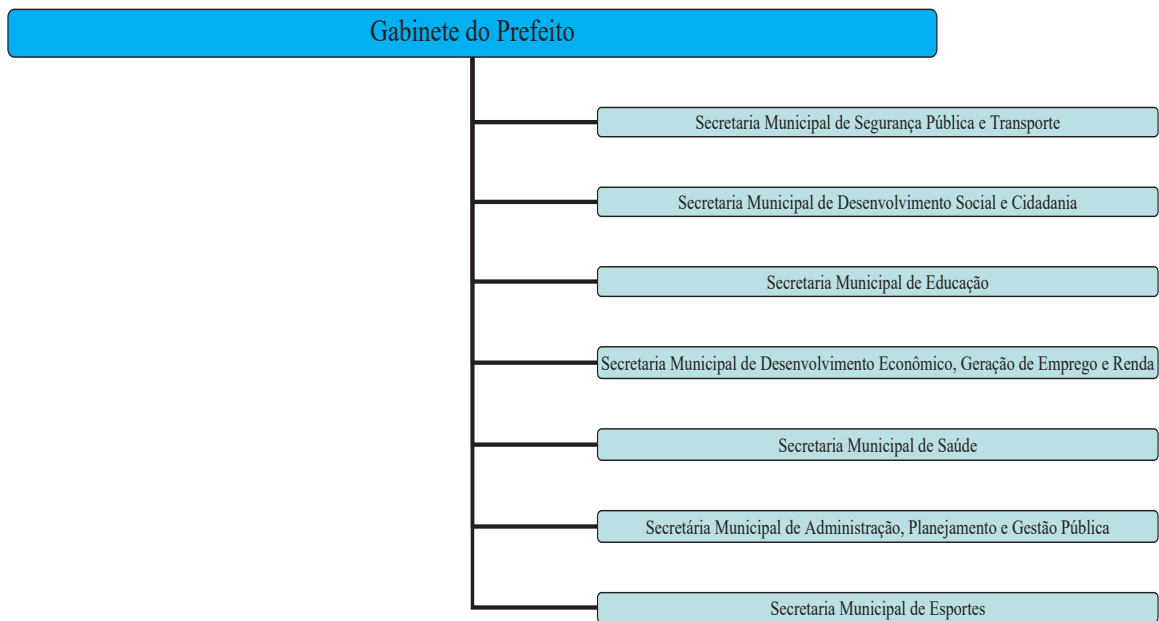 Gabinete do Prefeito
Secretaria Municipal de Segurança Pública e Transporte
Secretaria Municipal de Desenvolvimento Social e Cidadania
Secretaria Municipal de Educação
Secretaria Municipal de Desenvolvimento Econômico, Geração de Emprego e Renda
Secretaria Municipal de Saúde
Secretária Municipal de Administração, Planejamento e Gestão Pública
Secretaria Municipal de Esportes